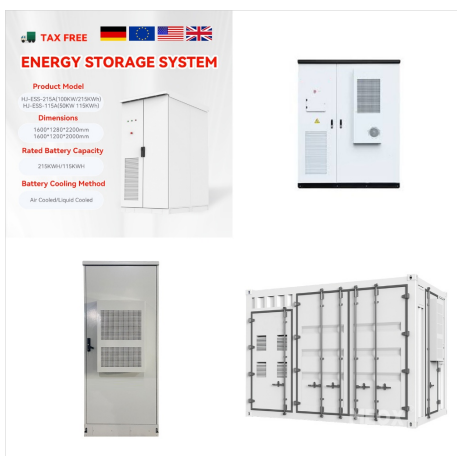 TAX FREE
ENERGY STORAGE SYSTEM
Product Model
HJ-ESS-215A(100KW/215KWh)
HJ-ESS-115A(50KW 115KWh)
Dimensions
1600*1280*2200mm
1600*1200*2000mm
Rated Battery Capacity
215KWH/115KWH
Battery Cooling Method
Air Cooled/Liquid Cooled